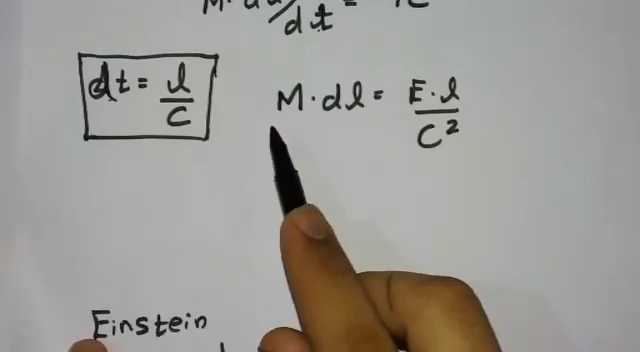 dt = l/c
M·dl = E·l/C²
Einstein